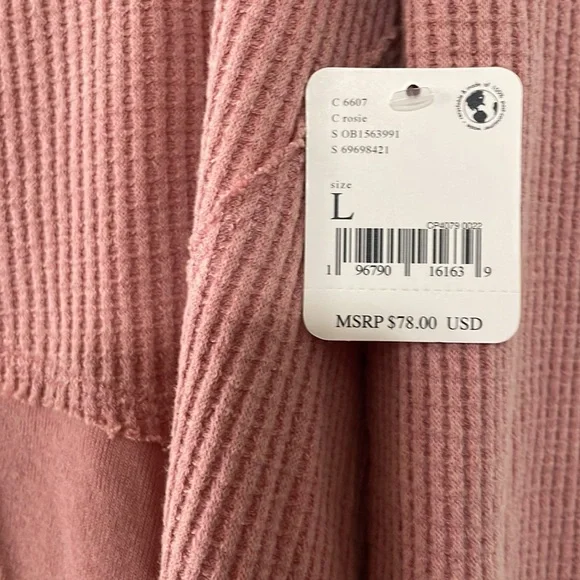 C 6607
C rosie
S OB1563991
S 69698421
size
L
CP4079 0022
1 96790 16163 9
MSRP $78.00 USD